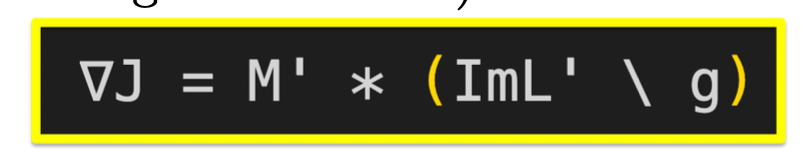 ∇J = M' * (ImL' \ g)